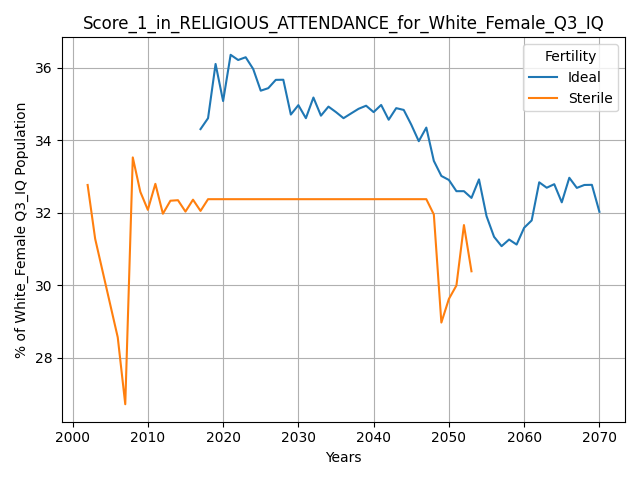 Score_1_in_RELIGIOUS_ATTENDANCE_for_White_Female_Q3_IQ
Fertility
Ideal
Sterile
% of White_Female Q3_IQ Population
36
34
32
30
28
2000 2010 2020 2030 2040 2050 2060 2070
Years